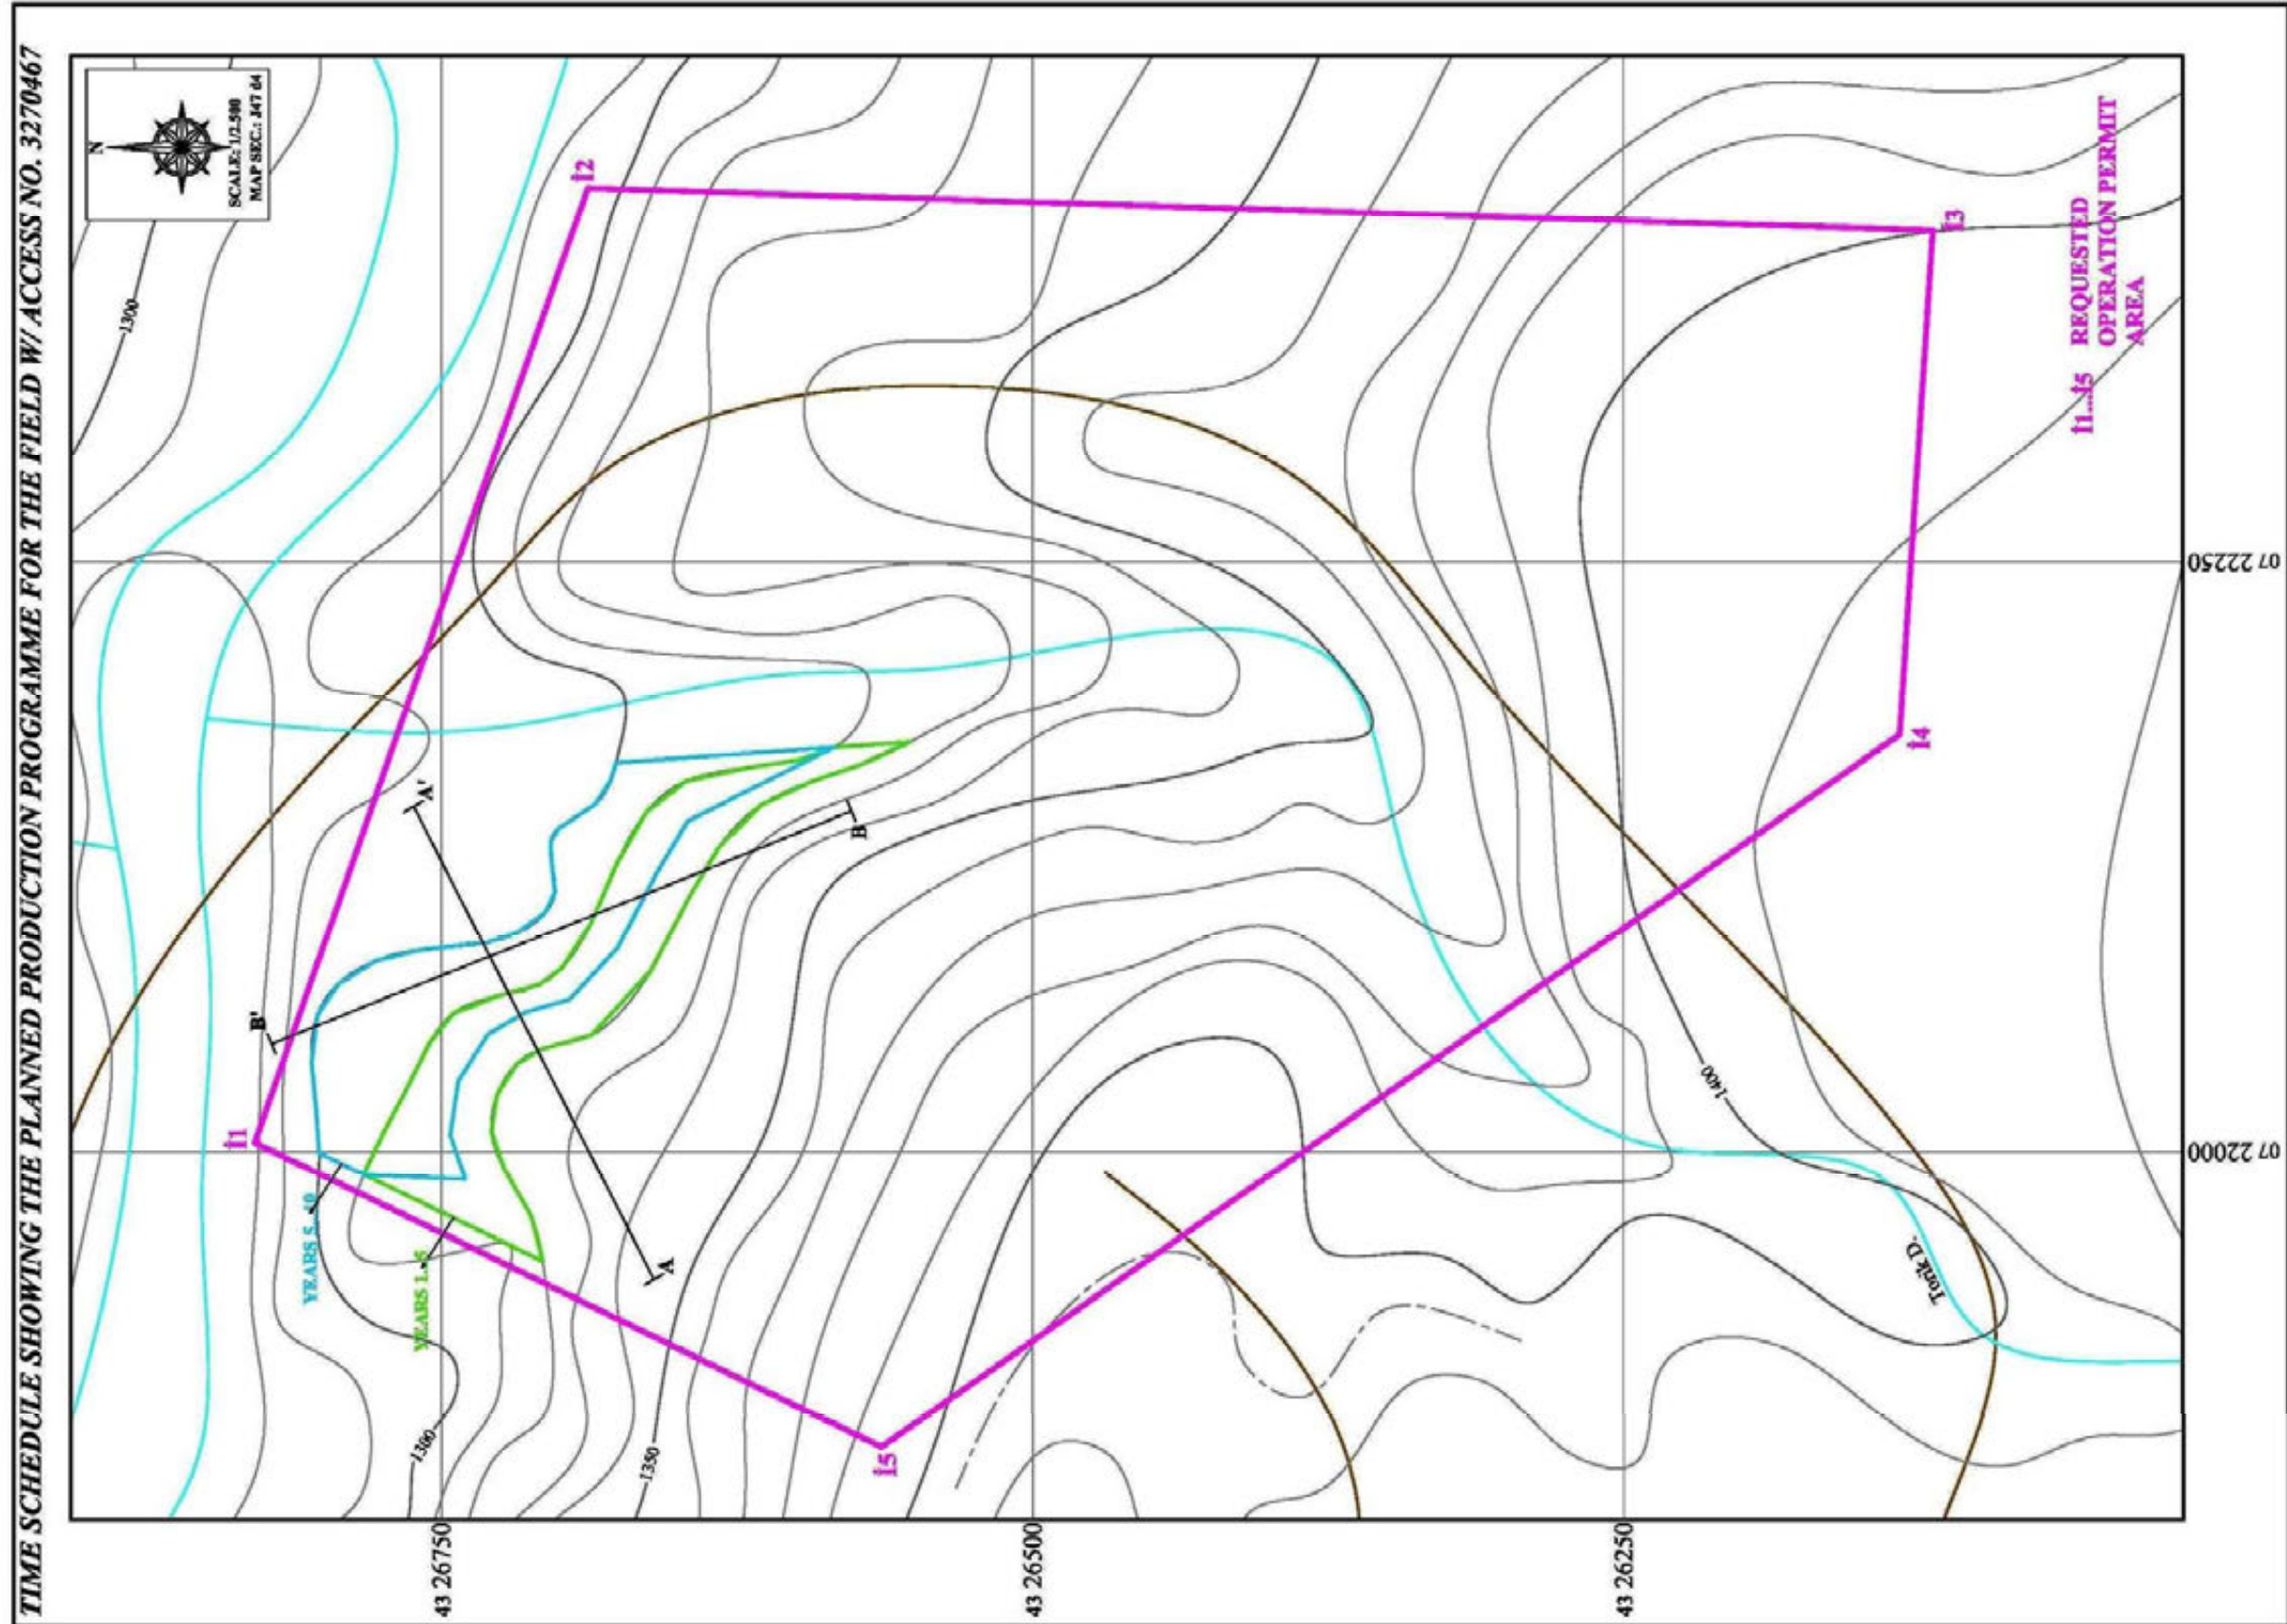 TIME SCHEDULE SHOWING THE PLANNED PRODUCTION PROGRAMME FOR THE FIELD W/ ACCESS NO. 3270467
N
SCALE: 1/2.500
MAP SEC.: J47 d4
1300
İ2
İ1
B'
A'
B
A
YEARS 5..10
YEARS 1..5
1300
1350
İ5
İ4
İ3
1400
Torik D.
İ1...İ5 REQUESTED
OPERATION PERMIT
AREA
43 26750
43 26500
43 26250
07 22250
07 22000